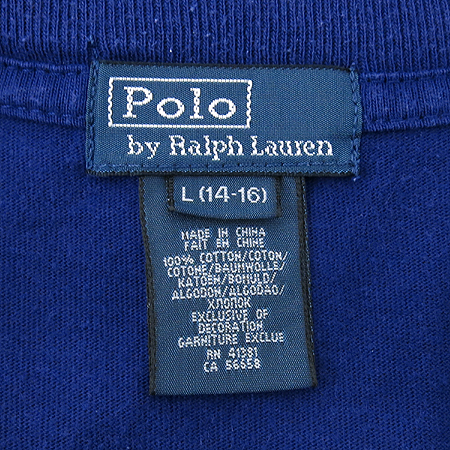 Polo
by Ralph Lauren
L (14-16)
MADE IN CHINA
FAIT EN CHINE
100% COTTON/COTON/
COTONE/BAUMWOLLE/
KATOEN/BOMULD/
ALGODON/ALGODAO/
ХЛОПОК
EXCLUSIVE OF
DECORATION
GARNITURE EXCLUE
RN 41381
CA 56658